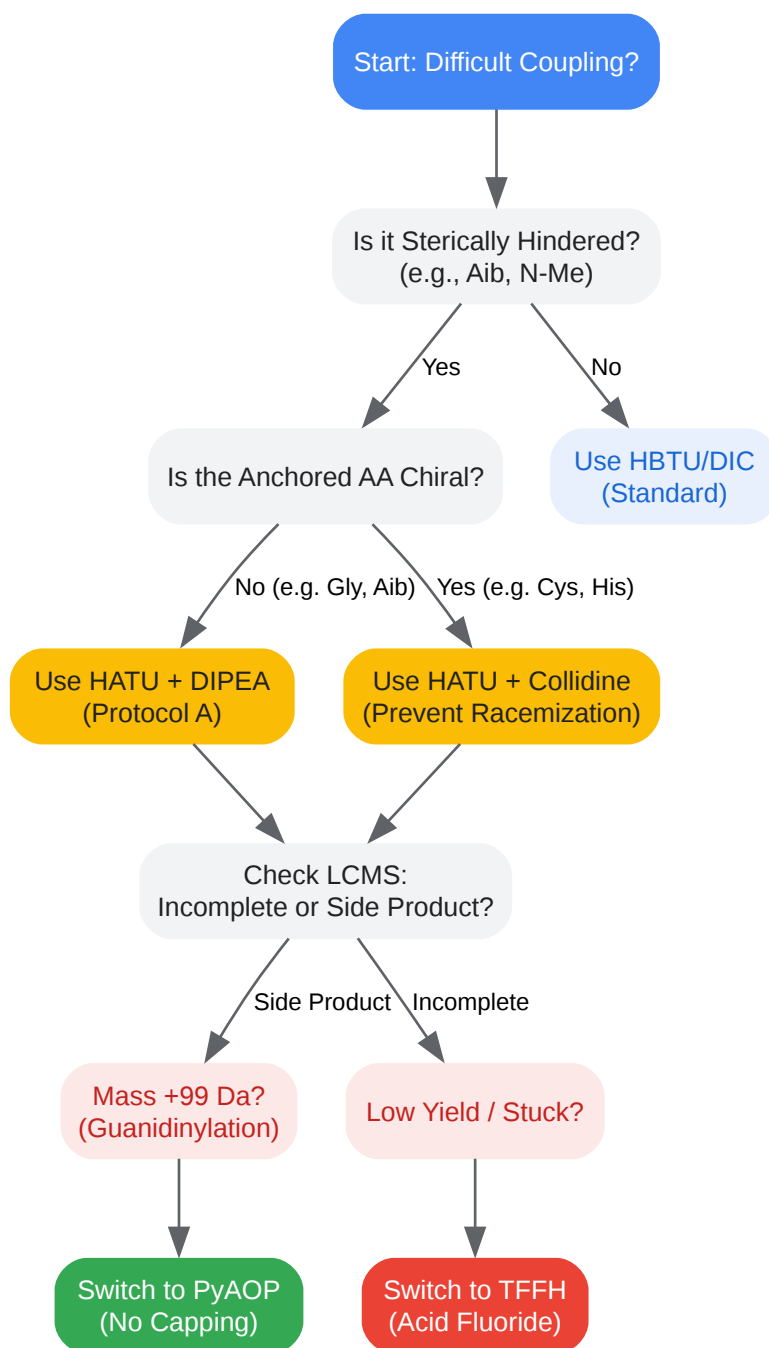 Start: Difficult Coupling?
Is it Sterically Hindered?
(e.g., Aib, N-Me)
Yes
No
Is the Anchored AA Chiral?
Use HBTU/DIC
(Standard)
No (e.g. Gly, Aib)
Yes (e.g. Cys, His)
Use HATU + DIPEA
(Protocol A)
Use HATU + Collidine
(Prevent Racemization)
Check LCMS:
Incomplete or Side Product?
Side Product
Incomplete
Mass +99 Da?
(Guanidinylation)
Low Yield / Stuck?
Switch to PyAOP
(No Capping)
Switch to TFFH
(Acid Fluoride)